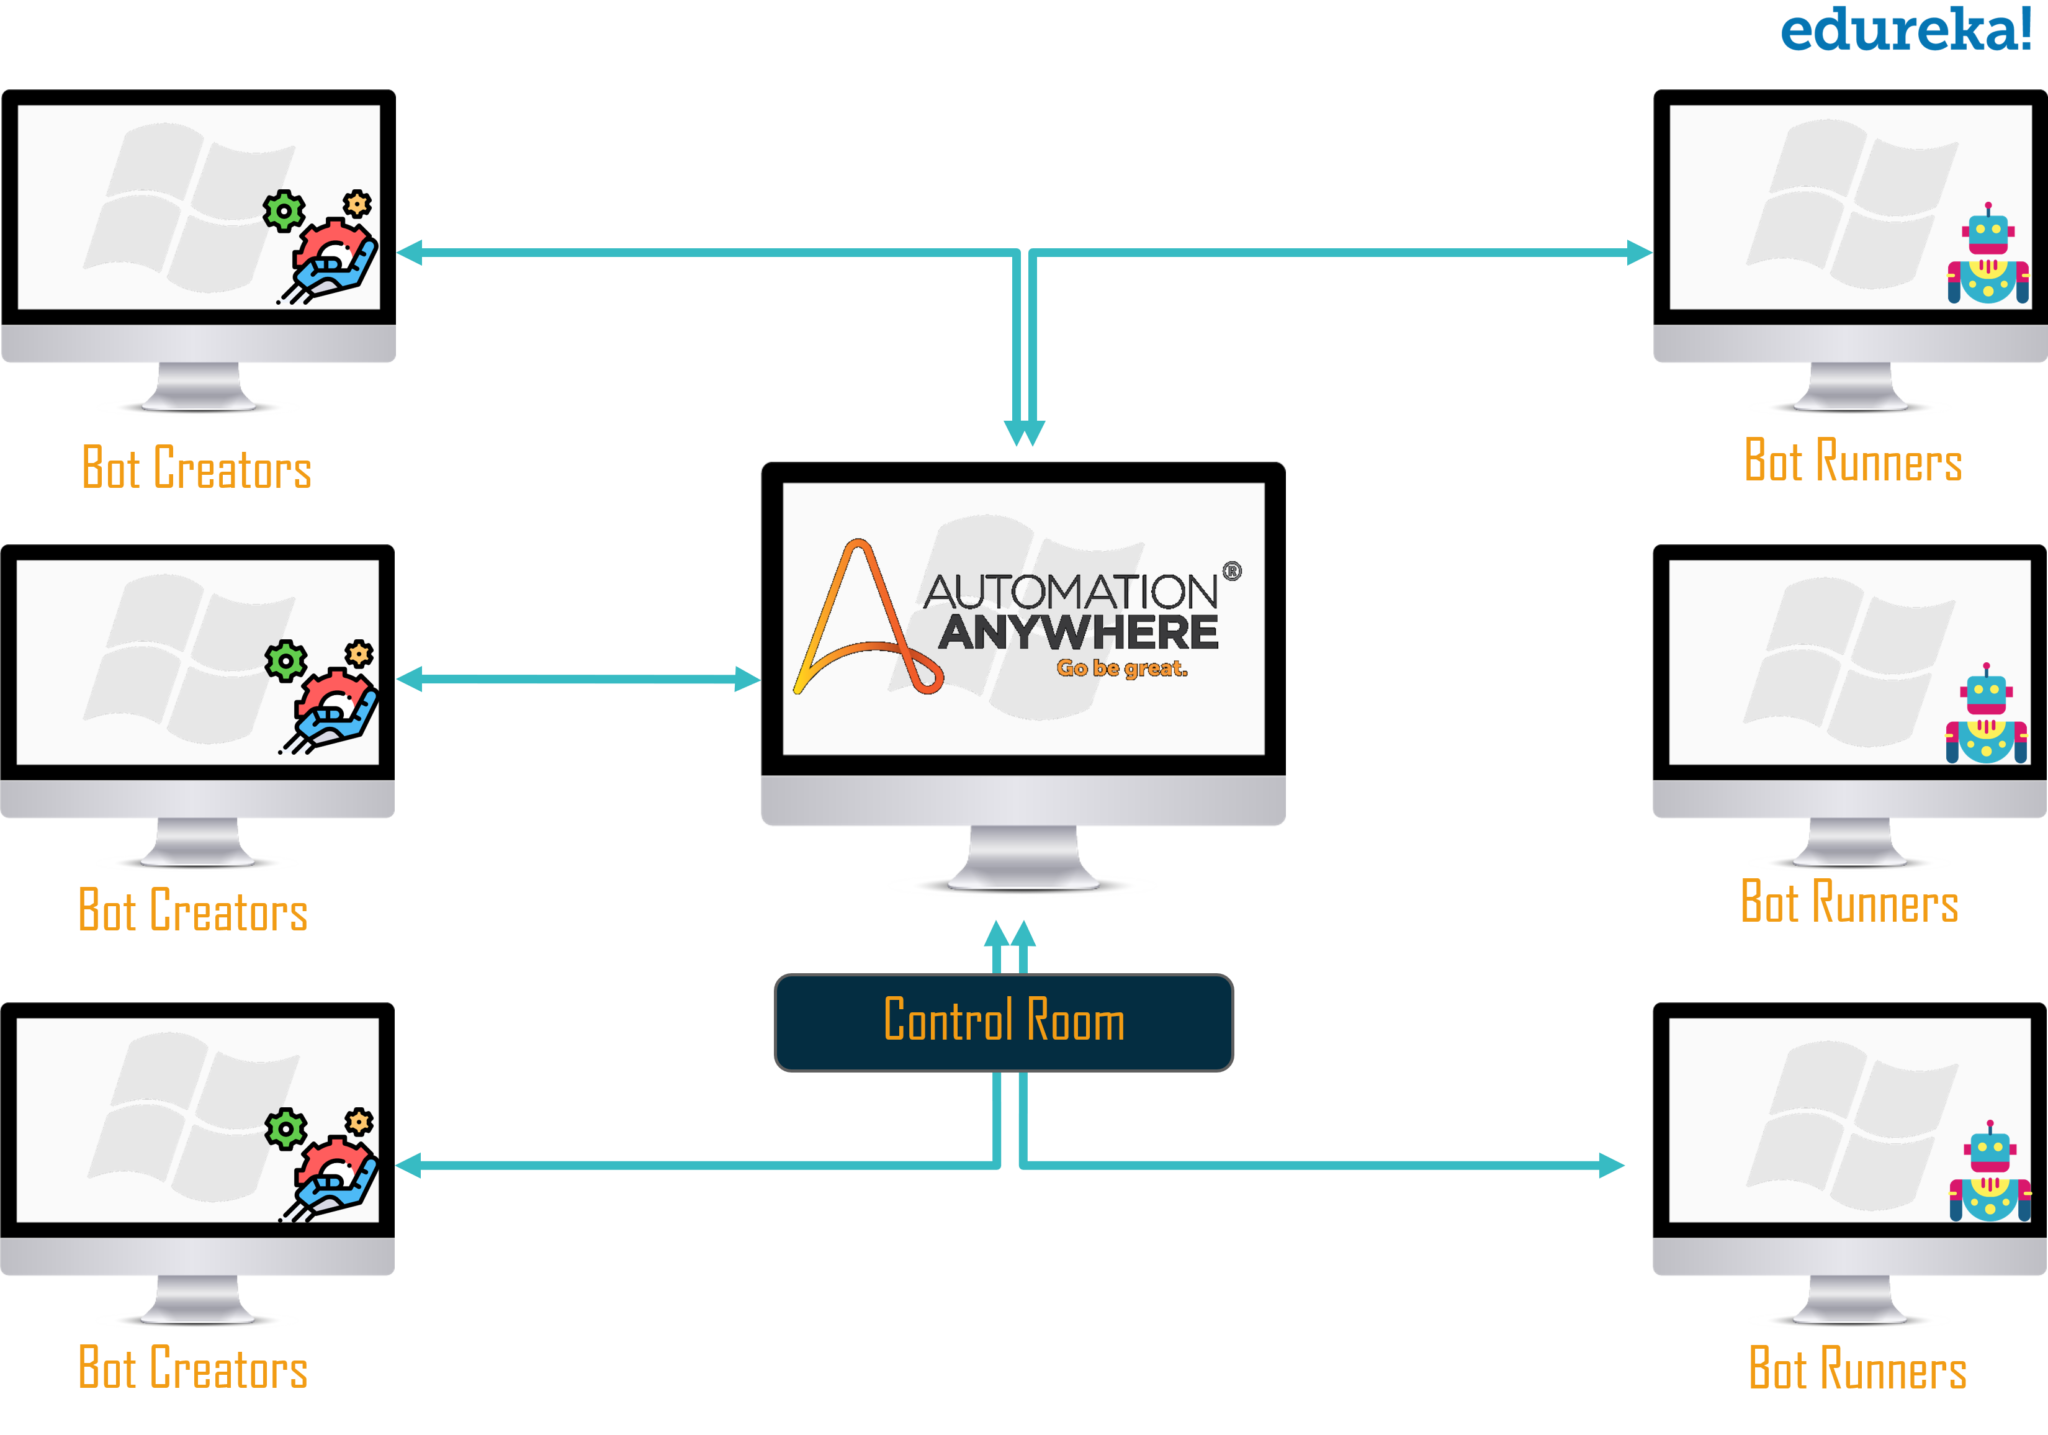 edureka!
Bot Creators
Bot Runners
AUTOMATION®
ANYWHERE
Go be great.
Bot Creators
Bot Runners
Control Room
Bot Creators
Bot Runners